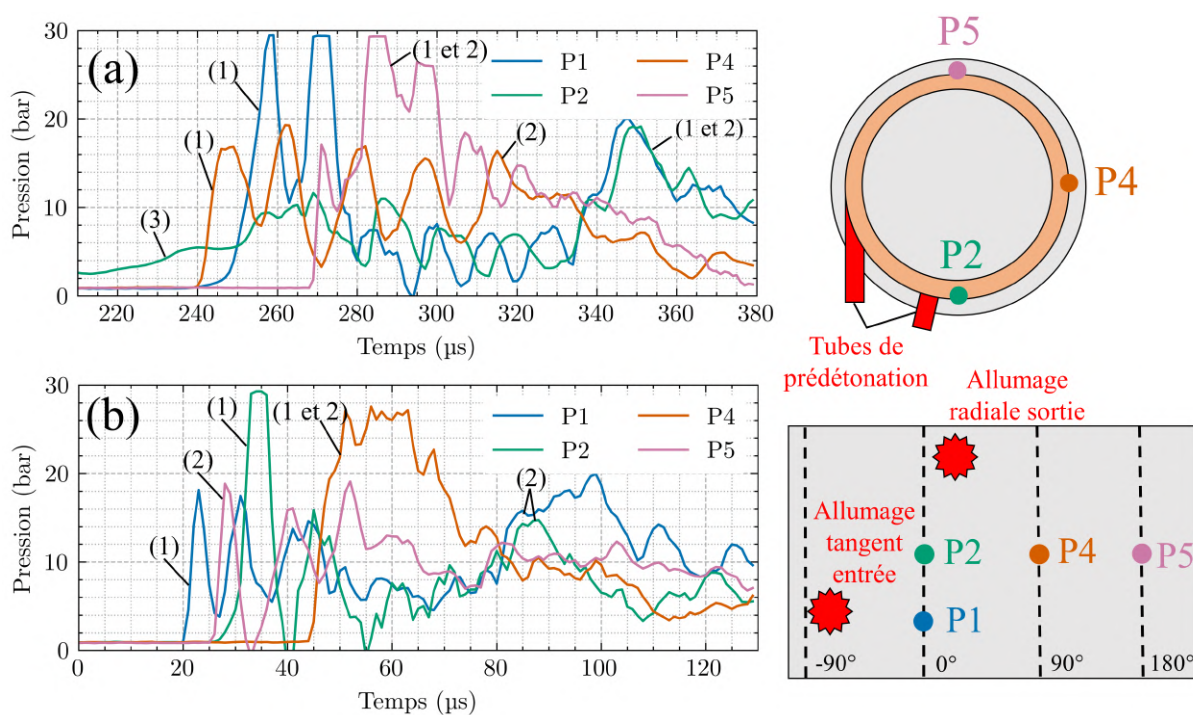 (a)
Pression (bar)
30
20
10
0
(1)
(1)
(3)
(1 et 2)
(2)
(1 et 2)
P1
P4
P2
P5
220
240
260
280
300
320
340
360
380
Temps (µs)
(b)
Pression (bar)
30
20
10
0
(1)
(2)
(1)
(1 et 2)
(2)
P1
P4
P2
P5
0
20
40
60
80
100
120
Temps (µs)
P5
P4
P2
Tubes de
prédétonation
Allumage
radiale sortie
Allumage
tangent
entrée
P2
P4
P5
P1
-90°
0°
90°
180°